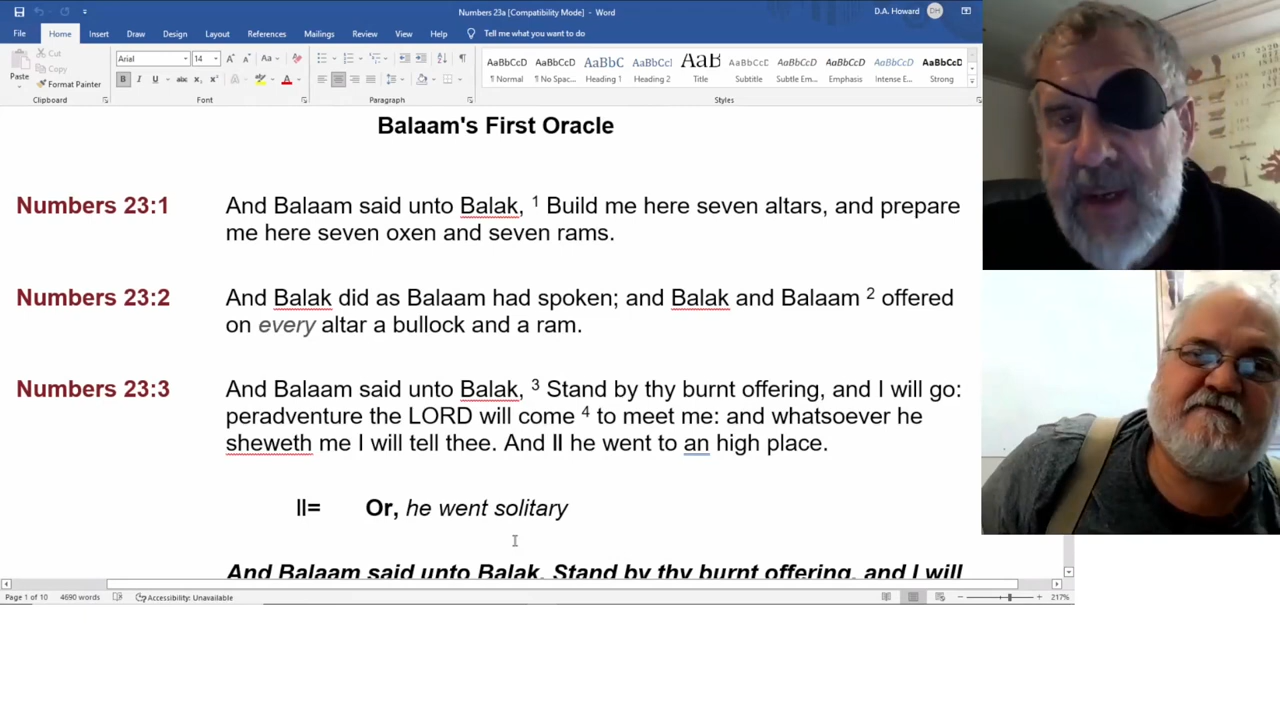 Numbers 23a [Compatibility Mode] - Word
D.A. Howard DH
File Home Insert Draw Design Layout References Mailings Review View Help Tell me what you want to do
Paste
Cut
Copy
Format Painter
Clipboard
Arial 14
Font
Paragraph
AaBbCcD AaBbCcD AaBbC AaBbCc AaB AaBbCcD AaBbCcD AaBbCcD AaBbCcD AaBbCcD
¶ Normal ¶ No Spac... Heading 1 Heading 2 Title Subtitle Subtle Em... Emphasis Intense E... Strong
Styles
Balaam's First Oracle
Numbers 23:1 And Balaam said unto Balak, 1 Build me here seven altars, and prepare
me here seven oxen and seven rams.
Numbers 23:2 And Balak did as Balaam had spoken; and Balak and Balaam 2 offered
on every altar a bullock and a ram.
Numbers 23:3 And Balaam said unto Balak, 3 Stand by thy burnt offering, and I will go:
peradventure the LORD will come 4 to meet me: and whatsoever he
sheweth me I will tell thee. And ll he went to an high place.
ll= Or, he went solitary
And Balaam said unto Balak, Stand by thy burnt offering, and I will
Page 1 of 10 4690 words Accessibility: Unavailable 217%